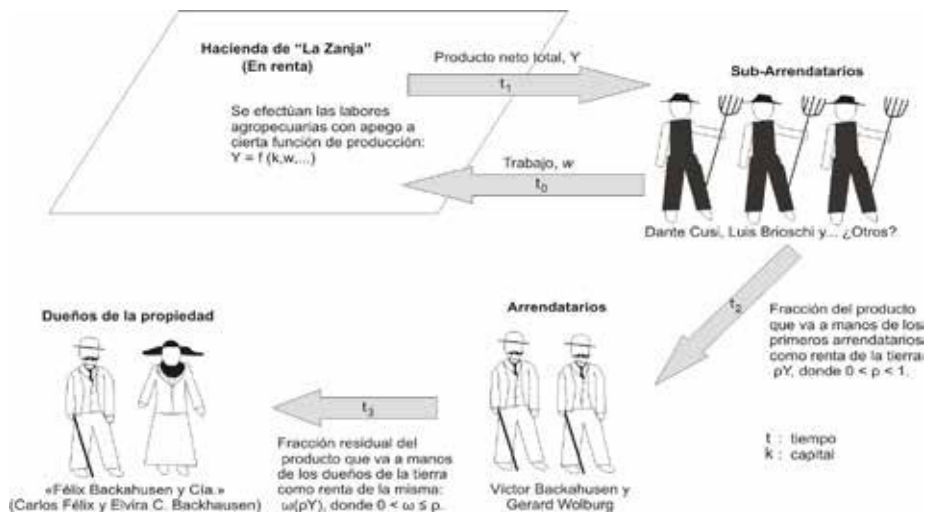 Hacienda de "La Zanja"
(En renta)
Se efectúan las labores
agropecuarias con apego a
cierta función de producción:
Y = f (k,w,...)
Producto neto total, Y
t1
Sub-Arrendatarios
Trabajo, w
t0
Dante Cusi, Luis Brioschi y... ¿Otros?
t2
Fracción del producto
que va a manos de los
primeros arrendatarios
como renta de la tierra
ρY, donde 0 < ρ < 1.
Dueños de la propiedad
Arrendatarios
t3
Fracción residual del
producto que va a manos
de los dueños de la tierra
como renta de la misma:
ω(ρY), donde 0 < ω ≤ ρ.
t : tiempo
k : capital
«Félix Backahusen y Cía.»
(Carlos Félix y Elvira C. Backhausen)
Víctor Backahusen y
Gerard Wolburg